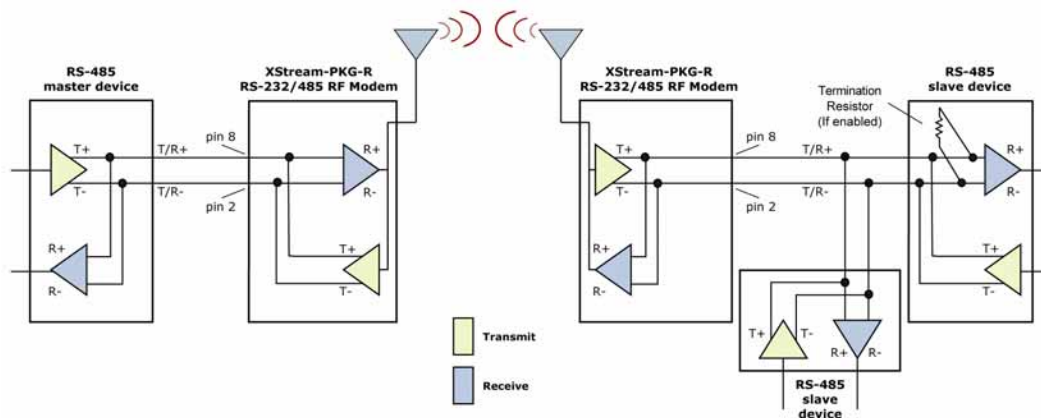 RS-485
master device
XStream-PKG-R
RS-232/485 RF Modem
XStream-PKG-R
RS-232/485 RF Modem
RS-485
slave device
Termination
Resistor
(If enabled)
T+
T-
R+
R-
T/R+
T/R-
pin 8
pin 2
R+
R-
T+
T-
T+
T-
R+
R-
pin 8
pin 2
T/R+
T/R-
R+
R-
T+
T-
T+
T-
R+
R-
RS-485
slave
device
Transmit
Receive